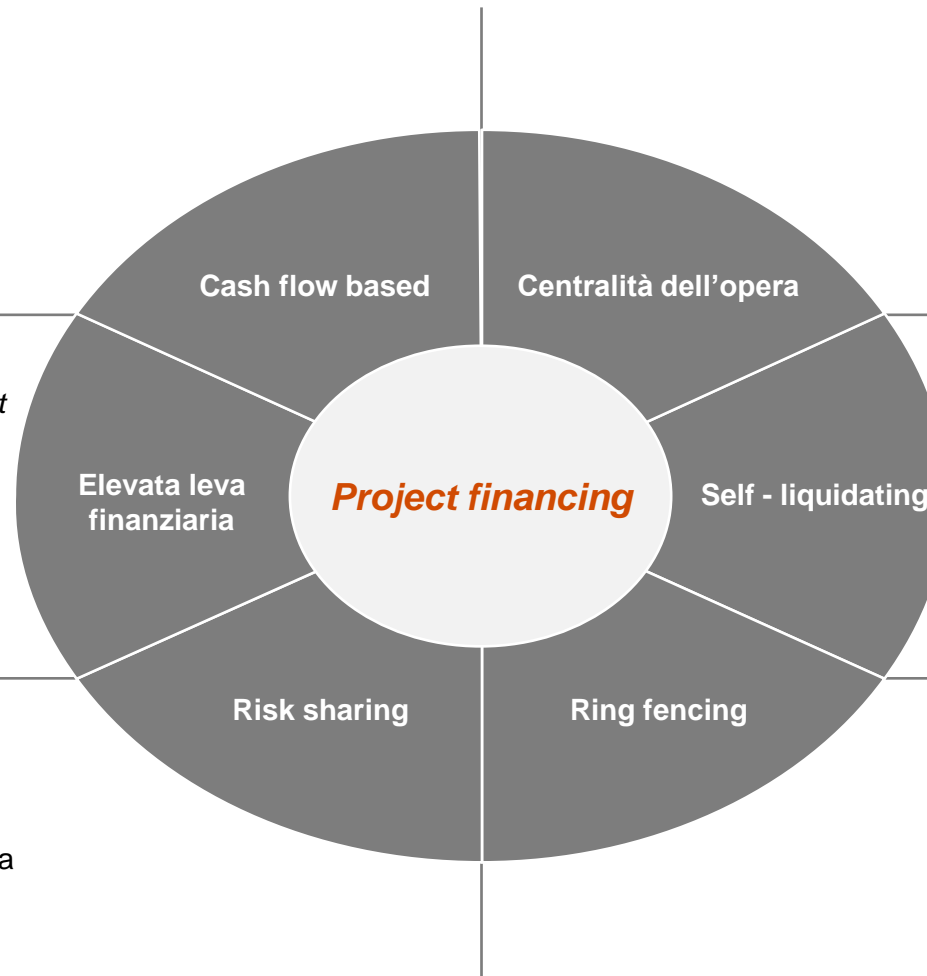 Cash flow based
Centralità dell’opera
t
Elevata leva
finanziaria
Project financing
Self - liquidating
Risk sharing
Ring fencing
a